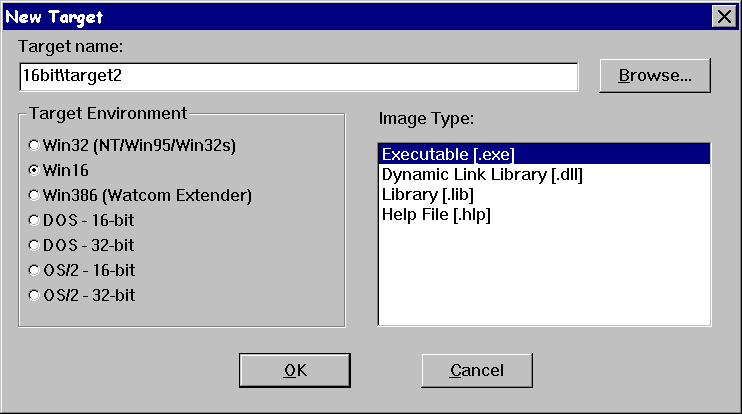 New Target
Target name:
16bit\target2
Browse...
Target Environment
Win32 (NT/Win95/Win32s)
Win16
Win386 (Watcom Extender)
DOS - 16-bit
DOS - 32-bit
OS/2 - 16-bit
OS/2 - 32-bit
Image Type:
Executable [.exe]
Dynamic Link Library [.dll]
Library [.lib]
Help File [.hlp]
OK
Cancel